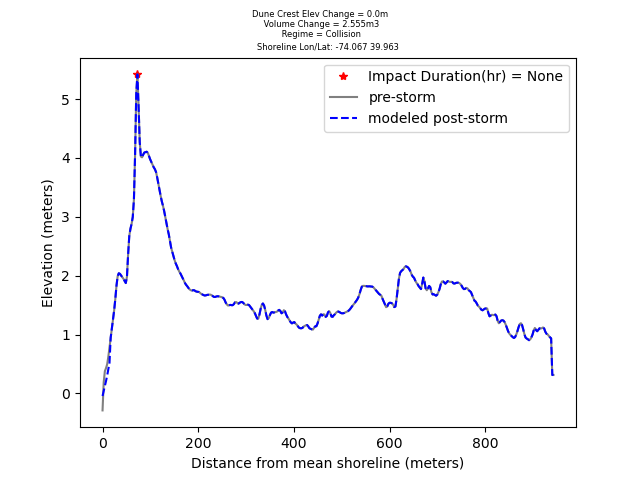 Dune Crest Elev Change = 0.0m
Volume Change = 2.555m3
Regime = Collision
Shoreline Lon/Lat: -74.067 39.963
Impact Duration(hr) = None
pre-storm
modeled post-storm
Elevation (meters)
5
4
3
2
1
0
0 200 400 600 800
Distance from mean shoreline (meters)